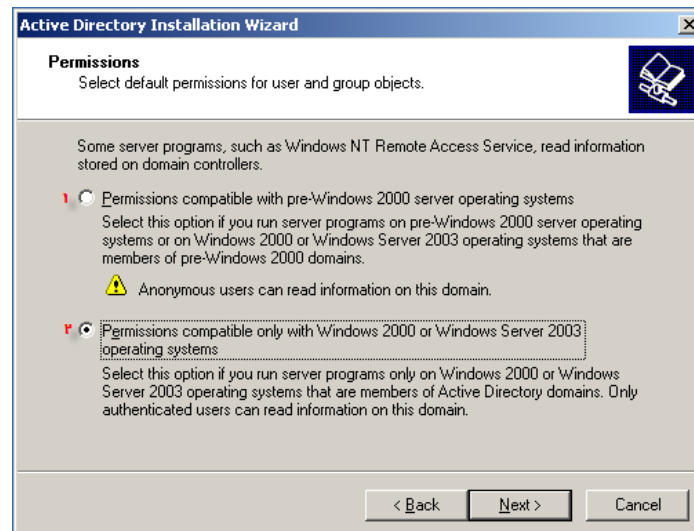 Active Directory Installation Wizard
Permissions
Select default permissions for user and group objects.
Some server programs, such as Windows NT Remote Access Service, read information
stored on domain controllers.
۱ Permissions compatible with pre-Windows 2000 server operating systems
Select this option if you run server programs on pre-Windows 2000 server operating
systems or on Windows 2000 or Windows Server 2003 operating systems that are
members of pre-Windows 2000 domains.
Anonymous users can read information on this domain.
۲ Permissions compatible only with Windows 2000 or Windows Server 2003
operating systems
Select this option if you run server programs only on Windows 2000 or Windows
Server 2003 operating systems that are members of Active Directory domains. Only
authenticated users can read information on this domain.
< Back Next > Cancel